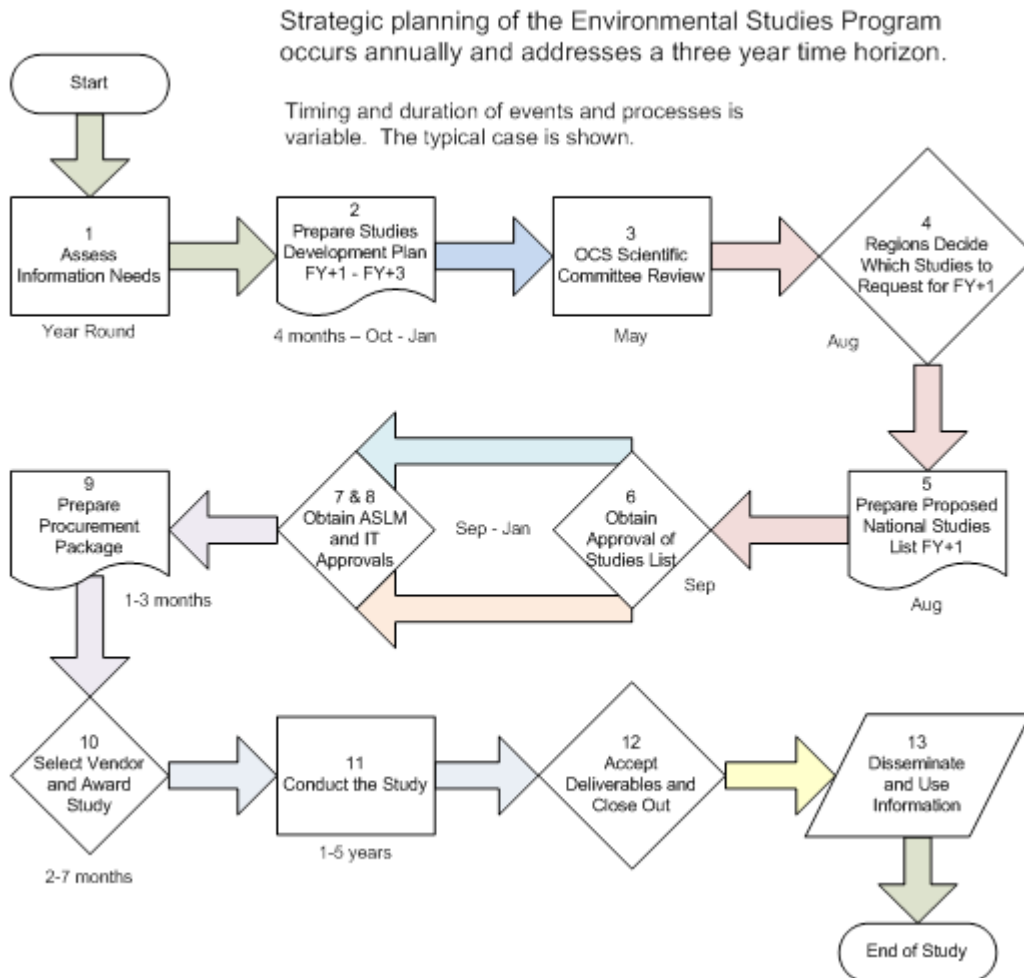 Strategic planning of the Environmental Studies Program
occurs annually and addresses a three year time horizon.
Timing and duration of events and processes is
variable.  The typical case is shown.
Start
1
Assess
Information Needs
Year Round
2
Prepare Studies
Development Plan
FY+1 - FY+3
4 months – Oct - Jan
3
OCS Scientific
Committee Review
May
4
Regions Decide
Which Studies to
Request for FY+1
Aug
5
Prepare Proposed
National Studies
List FY+1
Aug
6
Obtain
Approval of
Studies List
Sep
Sep - Jan
7 & 8
Obtain ASLM
and IT
Approvals
9
Prepare
Procurement
Package
1-3 months
10
Select Vendor
and Award
Study
2-7 months
11
Conduct the Study
1-5 years
12
Accept
Deliverables and
Close Out
13
Disseminate
and Use
Information
End of Study